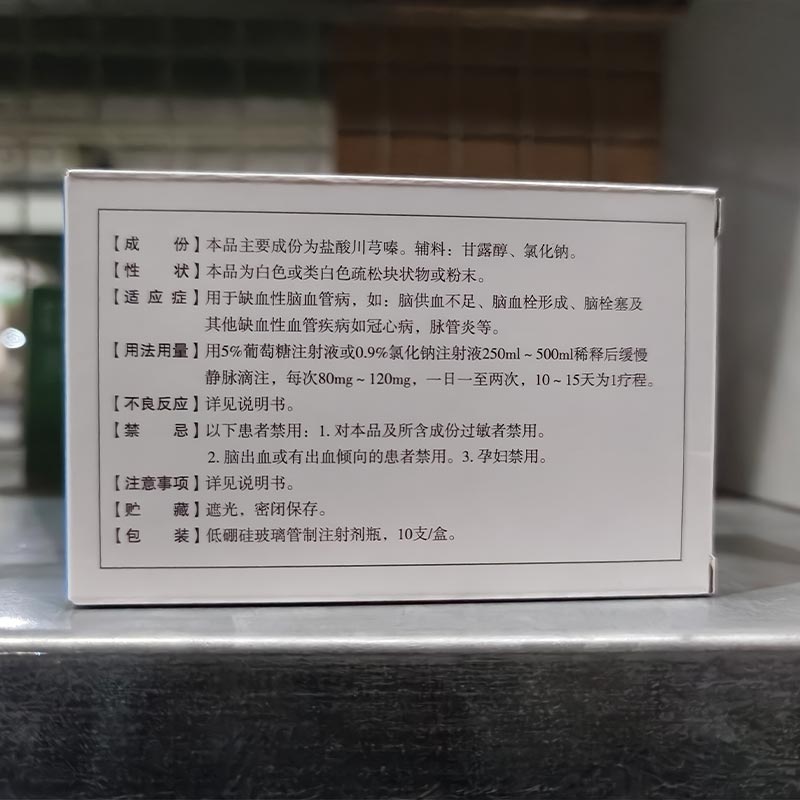 【成　　份】本品主要成份为盐酸川芎嗪。辅料：甘露醇、氯化钠。
【性　　状】本品为白色或类白色疏松块状物或粉末。
【适 应 症】用于缺血性脑血管病，如：脑供血不足、脑血栓形成、脑栓塞及
其他缺血性血管疾病如冠心病，脉管炎等。
【用法用量】用5%葡萄糖注射液或0.9%氯化钠注射液250ml～500ml稀释后缓慢
静脉滴注，每次80mg～120mg，一日一至两次，10～15天为1疗程。
【不良反应】详见说明书。
【禁　　忌】以下患者禁用：1. 对本品及所含成份过敏者禁用。
2. 脑出血或有出血倾向的患者禁用。3. 孕妇禁用。
【注意事项】详见说明书。
【贮　　藏】遮光，密闭保存。
【包　　装】低硼硅玻璃管制注射剂瓶，10支/盒。